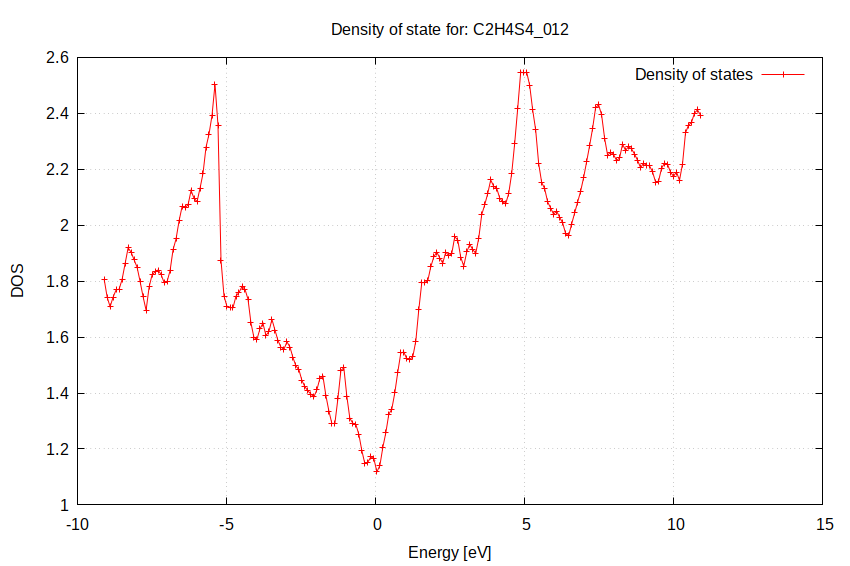 Density of state for: C2H4S4_012
Density of states
2.6
2.4
2.2
2
1.8
1.6
1.4
1.2
1
DOS
-10 -5 0 5 10 15
Energy [eV]